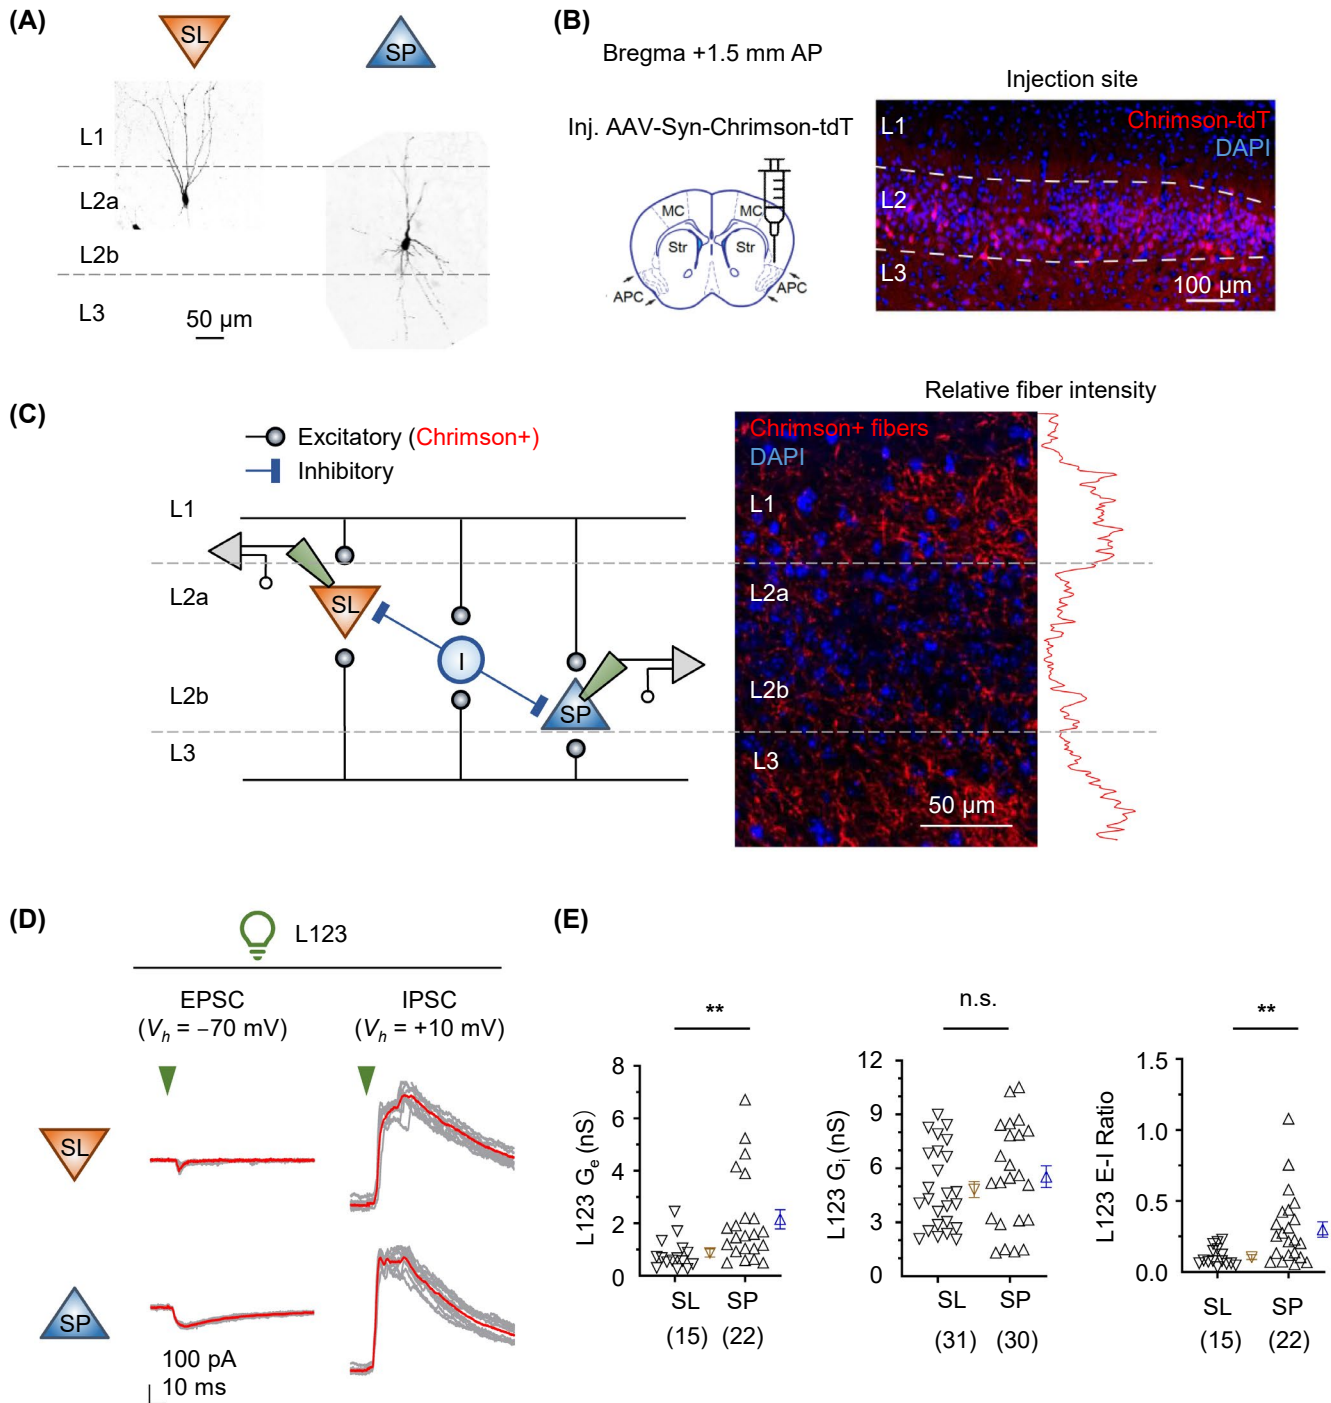 (A)
SL
SP
L1
L2a
L2b
L3
50 µm
(B)
Bregma +1.5 mm AP
Inj. AAV-Syn-Chrimson-tdT
MC
MC
Str
Str
APC
APC
Injection site
L1
Chrimson-tdT
DAPI
L2
L3
100 µm
(C)
Excitatory (Chrimson+)
Inhibitory
L1
L2a
L2b
L3
SL
I
SP
Relative fiber intensity
Chrimson+ fibers
DAPI
L1
L2a
L2b
L3
50 µm
(D)
L123
EPSC
(Vh = −70 mV)
IPSC
(Vh = +10 mV)
SL
SP
100 pA
10 ms
(E)
**
L123 Ge (nS)
8
6
4
2
0
SL
SP
(15)
(22)
n.s.
L123 Gi (nS)
12
9
6
3
0
SL
SP
(31)
(30)
**
L123 E-I Ratio
1.5
1.0
0.5
0.0
SL
SP
(15)
(22)